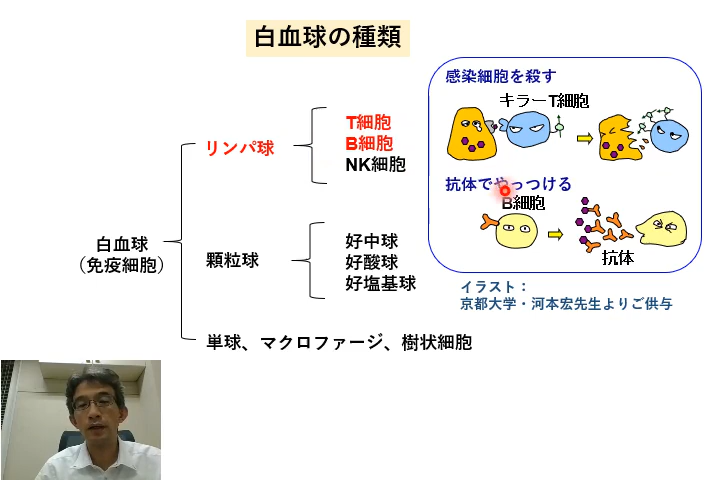 白血球の種類
感染細胞を殺す
キラーT細胞
抗体でやっつける
B細胞
抗体
イラスト：
京都大学・河本宏先生よりご供与
白血球
（免疫細胞）
リンパ球
T細胞
B細胞
NK細胞
顆粒球
好中球
好酸球
好塩基球
単球、マクロファージ、樹状細胞